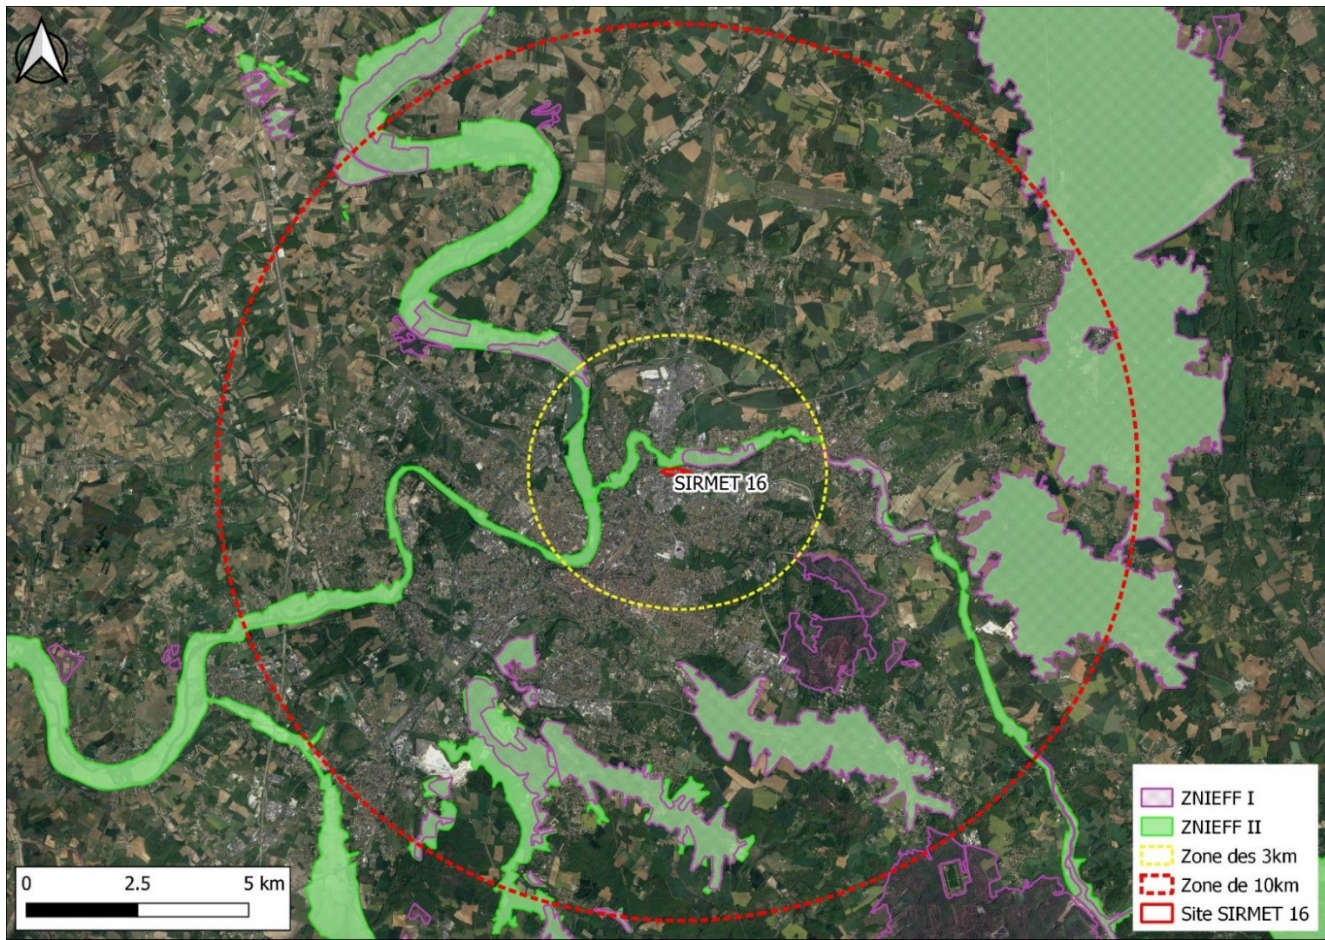 SIRMET 16
ZNIEFF I
ZNIEFF II
Zone des 3km
Zone de 10km
Site SIRMET 16
0 2.5 5 km